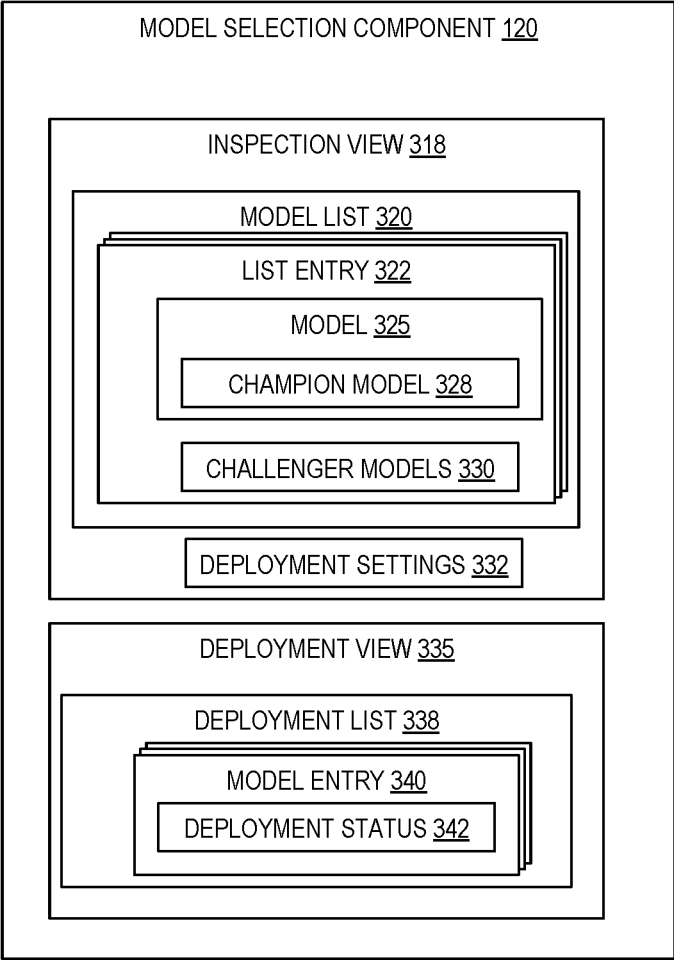 MODEL SELECTION COMPONENT 120
INSPECTION VIEW 318
MODEL LIST 320
LIST ENTRY 322
MODEL 325
CHAMPION MODEL 328
CHALLENGER MODELS 330
DEPLOYMENT SETTINGS 332
DEPLOYMENT VIEW 335
DEPLOYMENT LIST 338
MODEL ENTRY 340
DEPLOYMENT STATUS 342